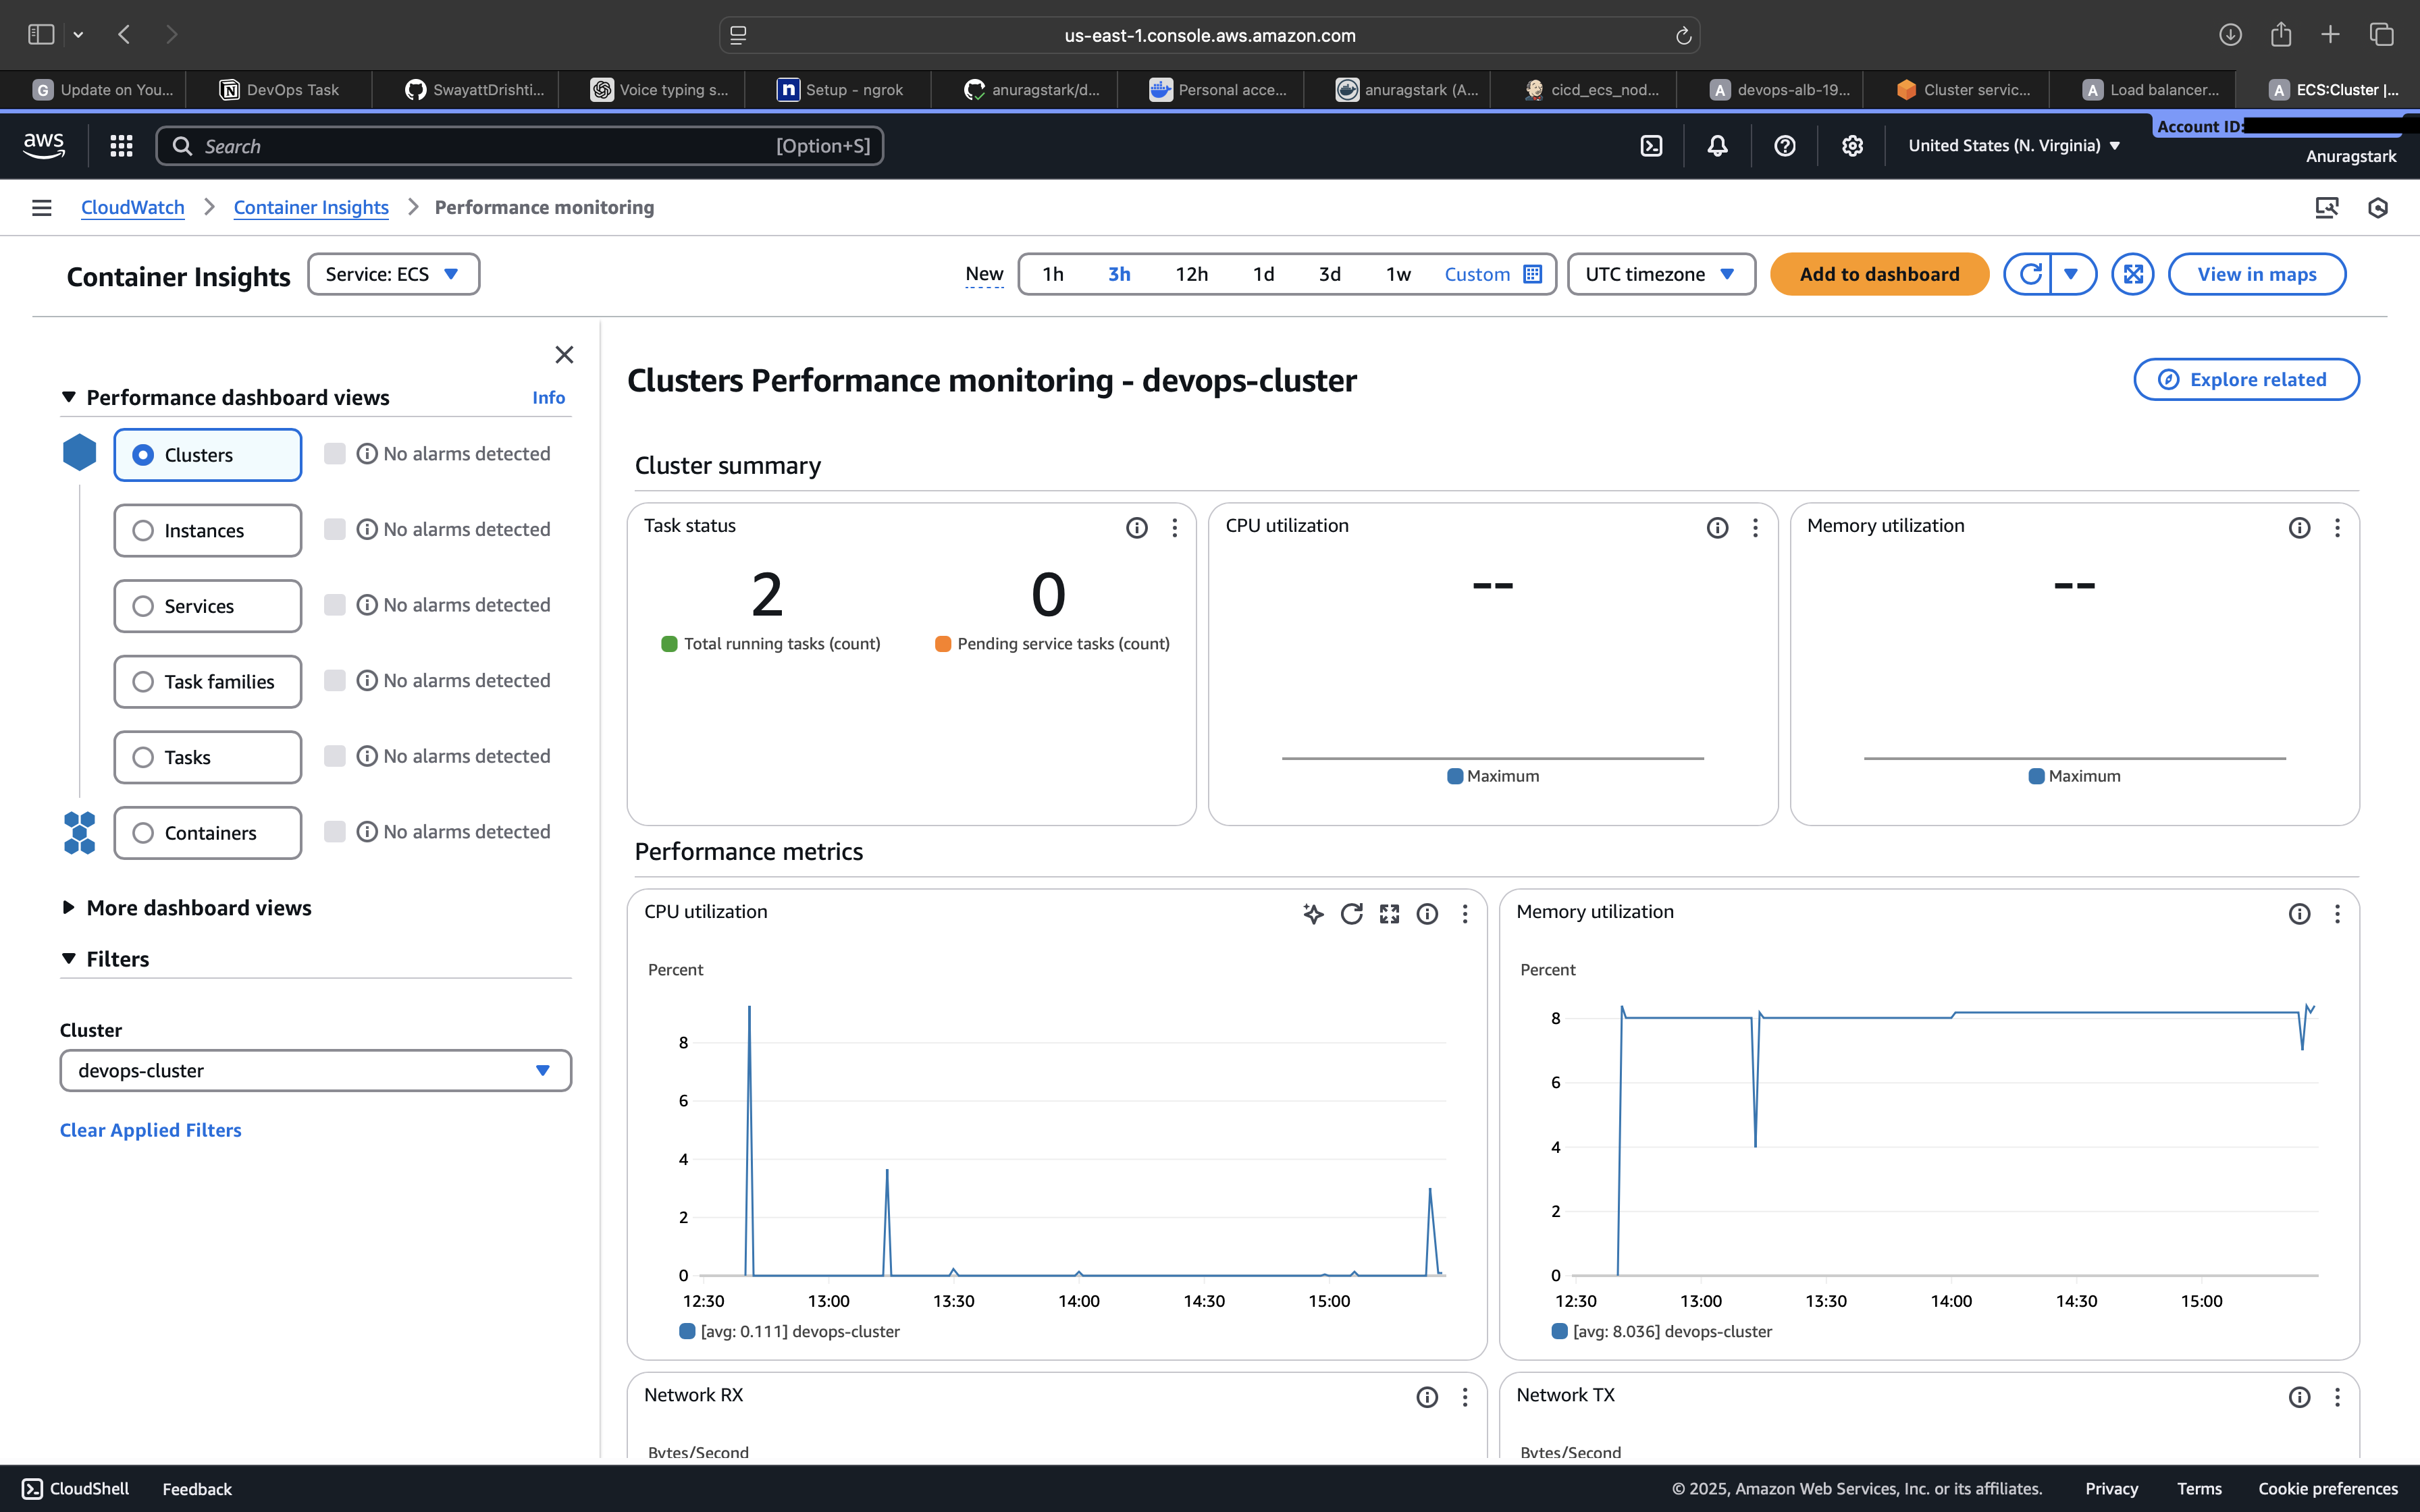 us-east-1.console.aws.amazon.com
G Update on You...
DevOps Task
SwayattDrishti...
Voice typing s...
n Setup - ngrok
anuragstark/d...
Personal acce...
anuragstark (A...
cicd_ecs_nod...
A devops-alb-19...
Cluster servic...
A Load balancer...
A ECS:Cluster |...
aws
Search
[Option+S]
United States (N. Virginia)
Account ID:
Anuragstark
CloudWatch
Container Insights
Performance monitoring
Container Insights
Service: ECS
New
1h
3h
12h
1d
3d
1w
Custom
UTC timezone
Add to dashboard
View in maps
Performance dashboard views
Info
Clusters
No alarms detected
Instances
No alarms detected
Services
No alarms detected
Task families
No alarms detected
Tasks
No alarms detected
Containers
No alarms detected
More dashboard views
Filters
Cluster
devops-cluster
Clear Applied Filters
Clusters Performance monitoring - devops-cluster
Explore related
Cluster summary
Task status
2
Total running tasks (count)
0
Pending service tasks (count)
CPU utilization
--
Maximum
Memory utilization
--
Maximum
Performance metrics
CPU utilization
Percent
8
6
4
2
0
12:30
13:00
13:30
14:00
14:30
15:00
[avg: 0.111] devops-cluster
Memory utilization
Percent
8
6
4
2
0
12:30
13:00
13:30
14:00
14:30
15:00
[avg: 8.036] devops-cluster
Network RX
Bytes/Second
Network TX
Bytes/Second
CloudShell
Feedback
© 2025, Amazon Web Services, Inc. or its affiliates.
Privacy
Terms
Cookie preferences